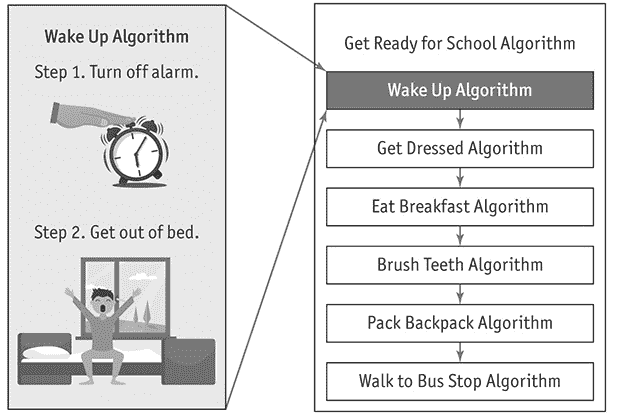 Wake Up Algorithm
Step 1. Turn off alarm.
Step 2. Get out of bed.
Get Ready for School Algorithm
Wake Up Algorithm
Get Dressed Algorithm
Eat Breakfast Algorithm
Brush Teeth Algorithm
Pack Backpack Algorithm
Walk to Bus Stop Algorithm